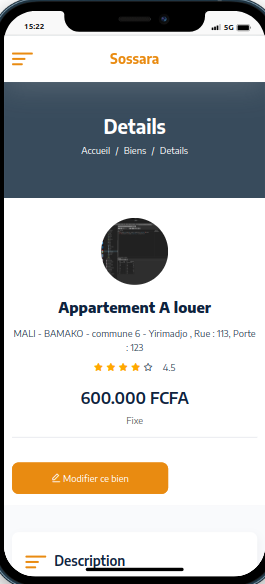 15:22
5G
Sossara
Details
Accueil / Biens / Details
Appartement A louer
MALI - BAMAKO - commune 6 - Yirimadjo , Rue : 113, Porte
: 123
4.5
600.000 FCFA
Fixe
Modifier ce bien
Description